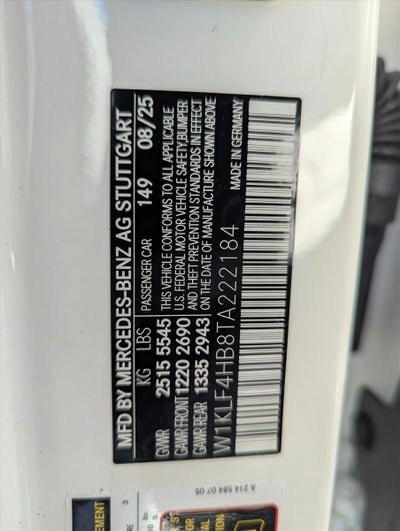 MFD BY MERCEDES-BENZ AG STUTTGART
KG LBS PASSENGER CAR 149 08/25
GVWR 2515 5545 THIS VEHICLE CONFORMS TO ALL APPLICABLE
GAWR FRONT 1220 2690 U.S. FEDERAL MOTOR VEHICLE SAFETY, BUMPER
GAWR REAR 1335 2943 AND THEFT PREVENTION STANDARDS IN EFFECT
ON THE DATE OF MANUFACTURE SHOWN ABOVE
W1KLF4HB8TA222184 MADE IN GERMANY
A 214 584 07 05